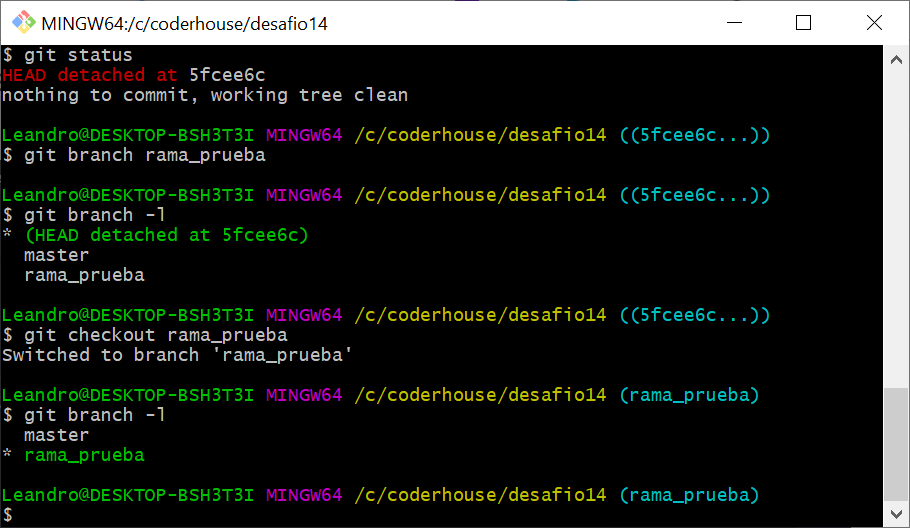 MINGW64:/c/coderhouse/desafio14
$ git status
HEAD detached at 5fcee6c
nothing to commit, working tree clean
Leandro@DESKTOP-BSH3T3I MINGW64 /c/coderhouse/desafio14 ((5fcee6c...))
$ git branch rama_prueba
Leandro@DESKTOP-BSH3T3I MINGW64 /c/coderhouse/desafio14 ((5fcee6c...))
$ git branch -l
* (HEAD detached at 5fcee6c)
master
rama_prueba
Leandro@DESKTOP-BSH3T3I MINGW64 /c/coderhouse/desafio14 ((5fcee6c...))
$ git checkout rama_prueba
Switched to branch 'rama_prueba'
Leandro@DESKTOP-BSH3T3I MINGW64 /c/coderhouse/desafio14 (rama_prueba)
$ git branch -l
master
* rama_prueba
Leandro@DESKTOP-BSH3T3I MINGW64 /c/coderhouse/desafio14 (rama_prueba)
$